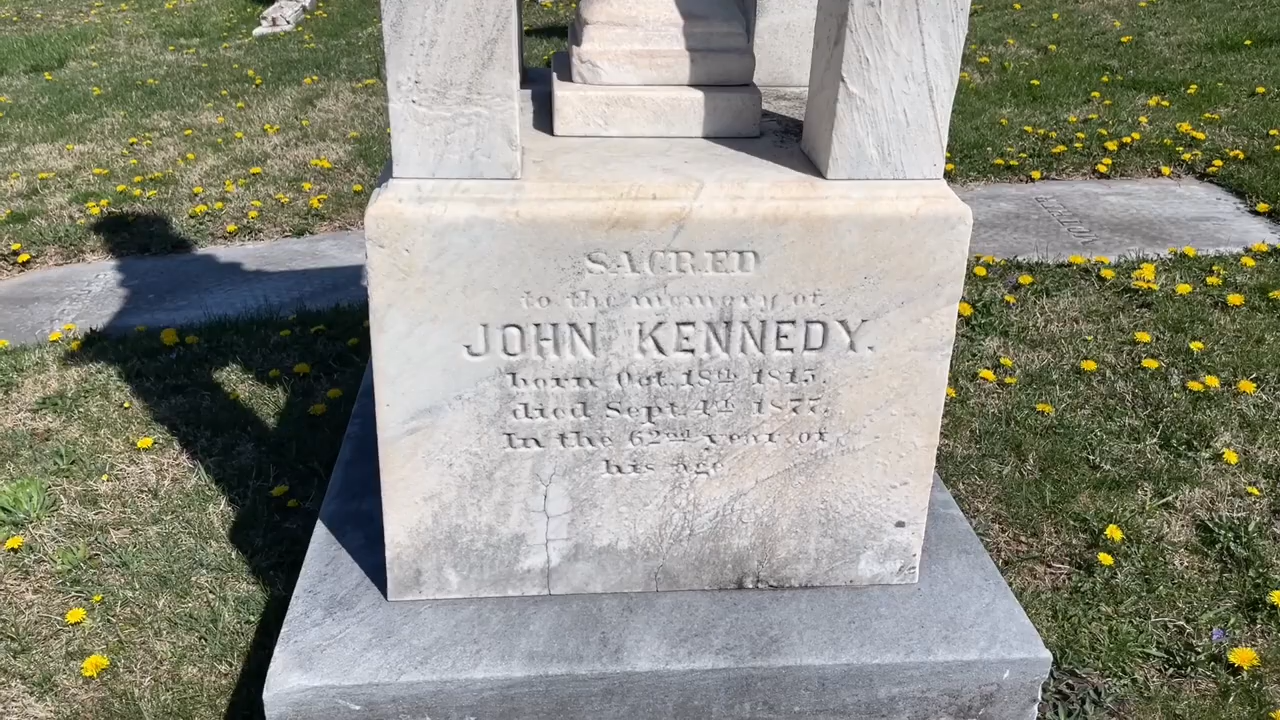 SACRED
to the memory of
JOHN KENNEDY.
born Oct. 18th 1815.
died Sept. 4th 1877.
In the 62nd year of
his age